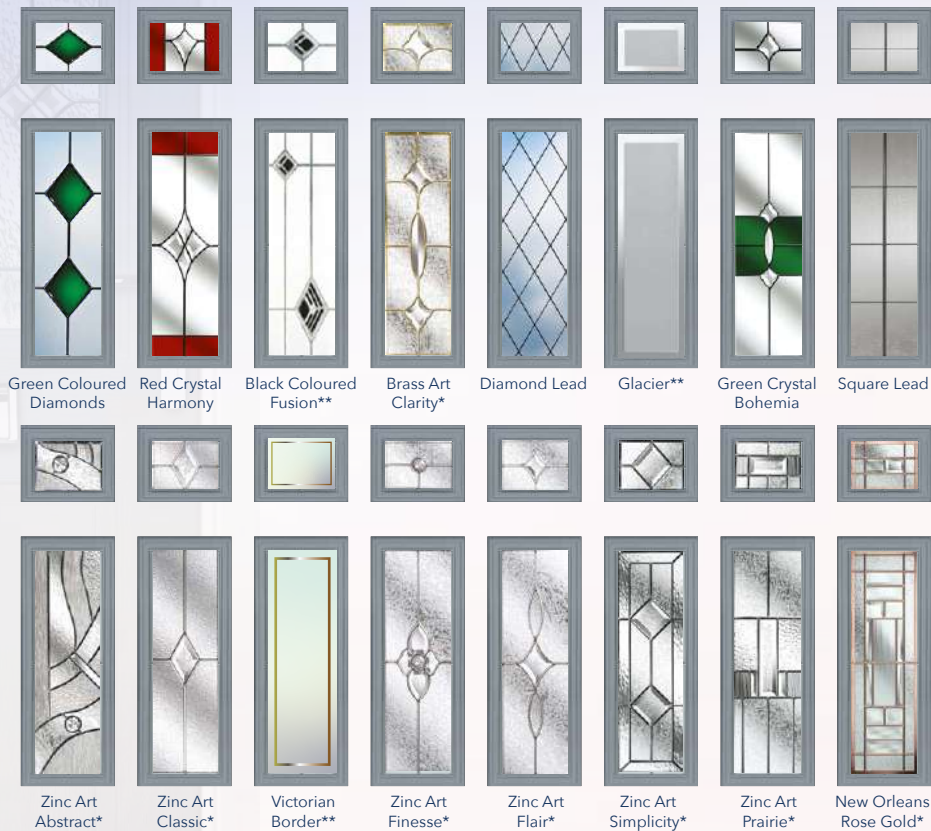 Green Coloured
Diamonds
Red Crystal
Harmony
Black Coloured
Fusion**
Brass Art
Clarity*
Diamond Lead
Glacier**
Green Crystal
Bohemia
Square Lead
Zinc Art
Abstract*
Zinc Art
Classic*
Victorian
Border**
Zinc Art
Finesse*
Zinc Art
Flair*
Zinc Art
Simplicity*
Zinc Art
Prairie*
New Orleans
Rose Gold*